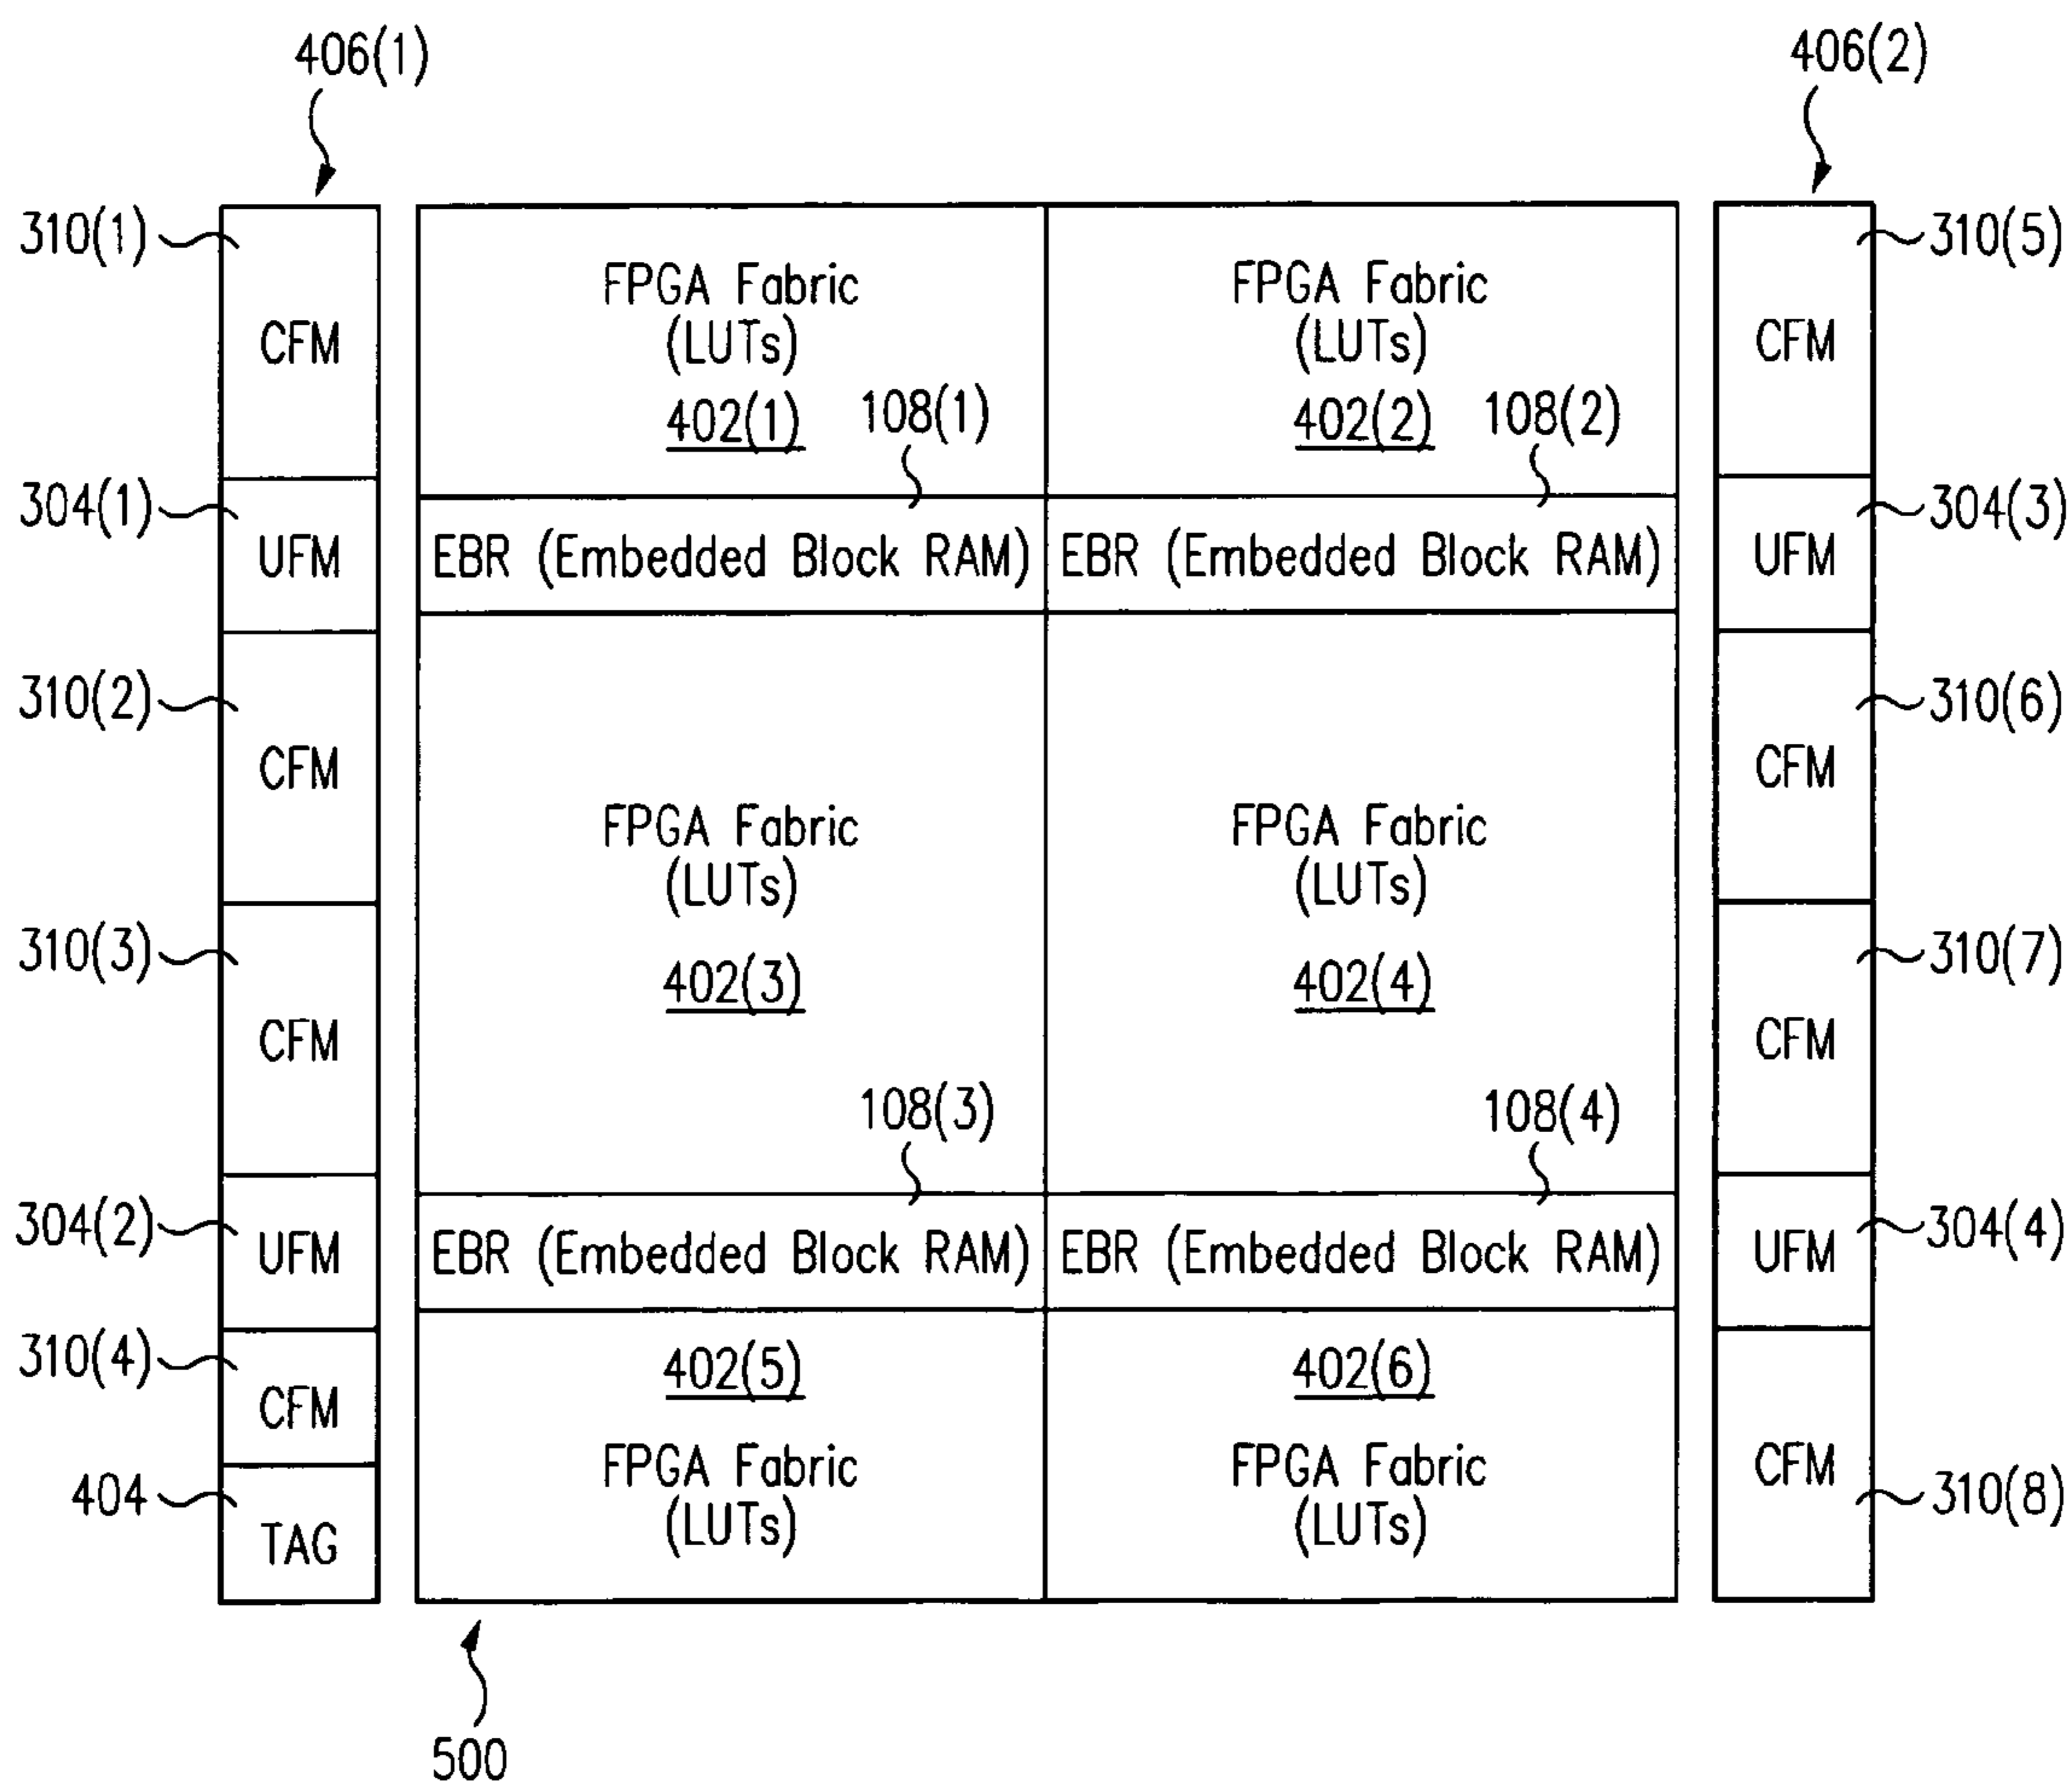 406(1)
406(2)
310(1)
CFM
FPGA Fabric
(LUTs)
402(1)
108(1)
FPGA Fabric
(LUTs)
402(2)
108(2)
310(5)
CFM
304(1)
UFM
EBR (Embedded Block RAM)
EBR (Embedded Block RAM)
304(3)
UFM
310(2)
CFM
310(3)
CFM
FPGA Fabric
(LUTs)
402(3)
108(3)
FPGA Fabric
(LUTs)
402(4)
108(4)
310(6)
CFM
310(7)
CFM
304(2)
UFM
EBR (Embedded Block RAM)
EBR (Embedded Block RAM)
304(4)
UFM
310(4)
CFM
404
TAG
402(5)
FPGA Fabric
(LUTs)
402(6)
FPGA Fabric
(LUTs)
CFM
310(8)
500